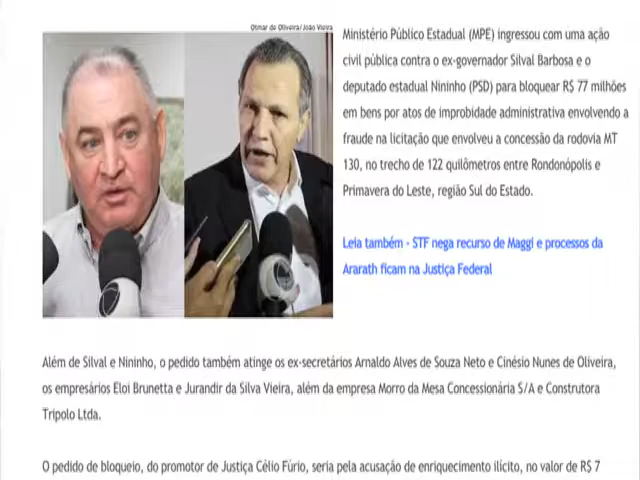 Otmar de Oliveira/João Vieira
Ministério Público Estadual (MPE) ingressou com uma ação
civil pública contra o ex-governador Silval Barbosa e o
deputado estadual Nininho (PSD) para bloquear R$ 77 milhões
em bens por atos de improbidade administrativa envolvendo a
fraude na licitação que envolveu a concessão da rodovia MT
130, no trecho de 122 quilômetros entre Rondonópolis e
Primavera do Leste, região Sul do Estado.
Leia também - STF nega recurso de Maggi e processos da
Ararath ficam na Justiça Federal
Além de Silval e Nininho, o pedido também atinge os ex-secretários Arnaldo Alves de Souza Neto e Cinésio Nunes de Oliveira,
os empresários Eloi Brunetta e Jurandir da Silva Vieira, além da empresa Morro da Mesa Concessionária S/A e Construtora
Tripolo Ltda.
O pedido de bloqueio, do promotor de Justiça Célio Fúrio, seria pela acusação de enriquecimento ilícito, no valor de R$ 7